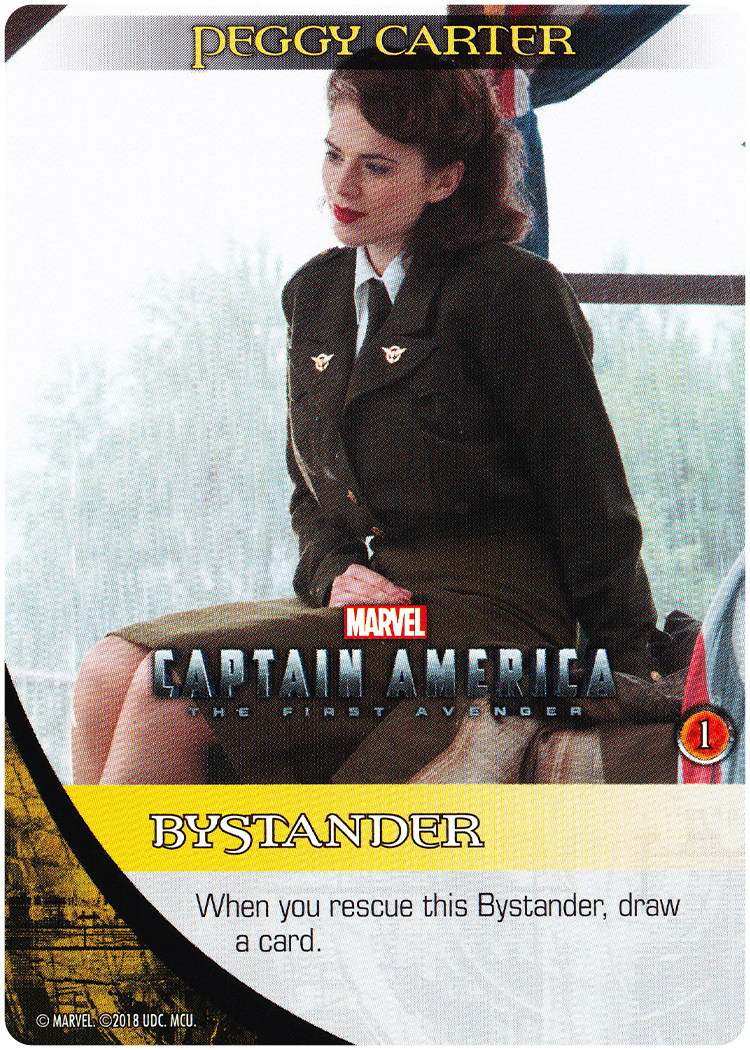 PEGGY CARTER
MARVEL
CAPTAIN AMERICA
THE FIRST AVENGER
1
BYSTANDER
When you rescue this Bystander, draw
a card.
© MARVEL. ©2018 UDC. MCU.